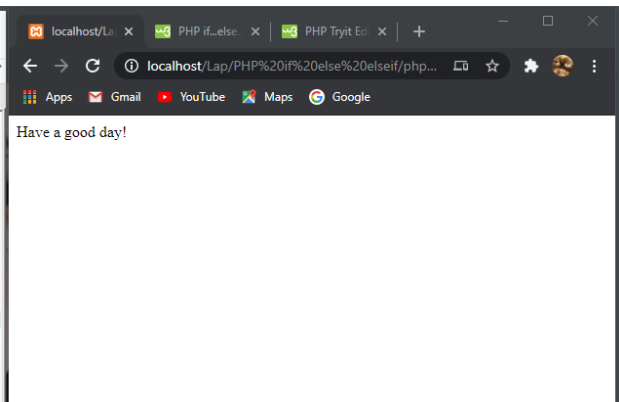 localhost/La
PHP if...else.
PHP Tryit Ed
localhost/Lap/PHP%20if%20else%20elseif/php...
Apps Gmail YouTube Maps Google
Have a good day!